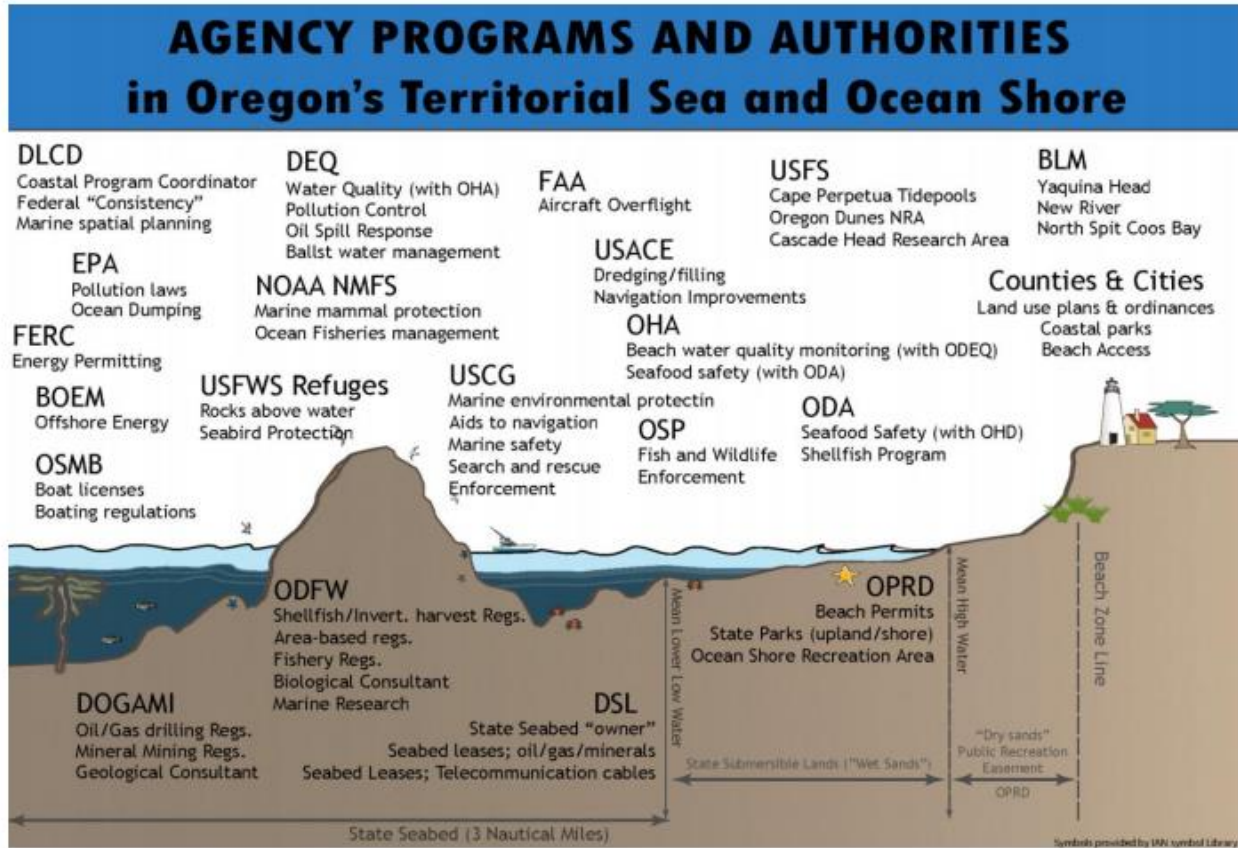 AGENCY PROGRAMS AND AUTHORITIES
in Oregon's Territorial Sea and Ocean Shore
DLCD
Coastal Program Coordinator
Federal "Consistency"
Marine spatial planning
DEQ
Water Quality (with OHA)
Pollution Control
Oil Spill Response
Ballst water management
FAA
Aircraft Overflight
USFS
Cape Perpetua Tidepools
Oregon Dunes NRA
Cascade Head Research Area
BLM
Yaquina Head
New River
North Spit Coos Bay
EPA
Pollution laws
Ocean Dumping
NOAA NMFS
Marine mammal protection
Ocean Fisheries management
USACE
Dredging/filling
Navigation Improvements
Counties & Cities
Land use plans & ordinances
Coastal parks
Beach Access
FERC
Energy Permitting
OHA
Beach water quality monitoring (with ODEQ)
Seafood safety (with ODA)
BOEM
Offshore Energy
USFWS Refuges
Rocks above water
Seabird Protection
USCG
Marine environmental protectin
Aids to navigation
Marine safety
Search and rescue
Enforcement
OSP
Fish and Wildlife
Enforcement
ODA
Seafood Safety (with OHD)
Shellfish Program
OSMB
Boat licenses
Boating regulations
ODFW
Shellfish/Invert. harvest Regs.
Area-based regs.
Fishery Regs.
Biological Consultant
Marine Research
OPRD
Beach Permits
State Parks (upland/shore)
Ocean Shore Recreation Area
DOGAMI
Oil/Gas drilling Regs.
Mineral Mining Regs.
Geological Consultant
DSL
State Seabed "owner"
Seabed leases; oil/gas/minerals
Seabed Leases; Telecommunication cables
Mean Lower Low Water
Mean High Water
Beach Zone Line
State Submersible Lands ("Wet Sands")
"Dry sands"
Public Recreation
Easement
OPRD
State Seabed (3 Nautical Miles)
Symbols provided by IAN symbol Library